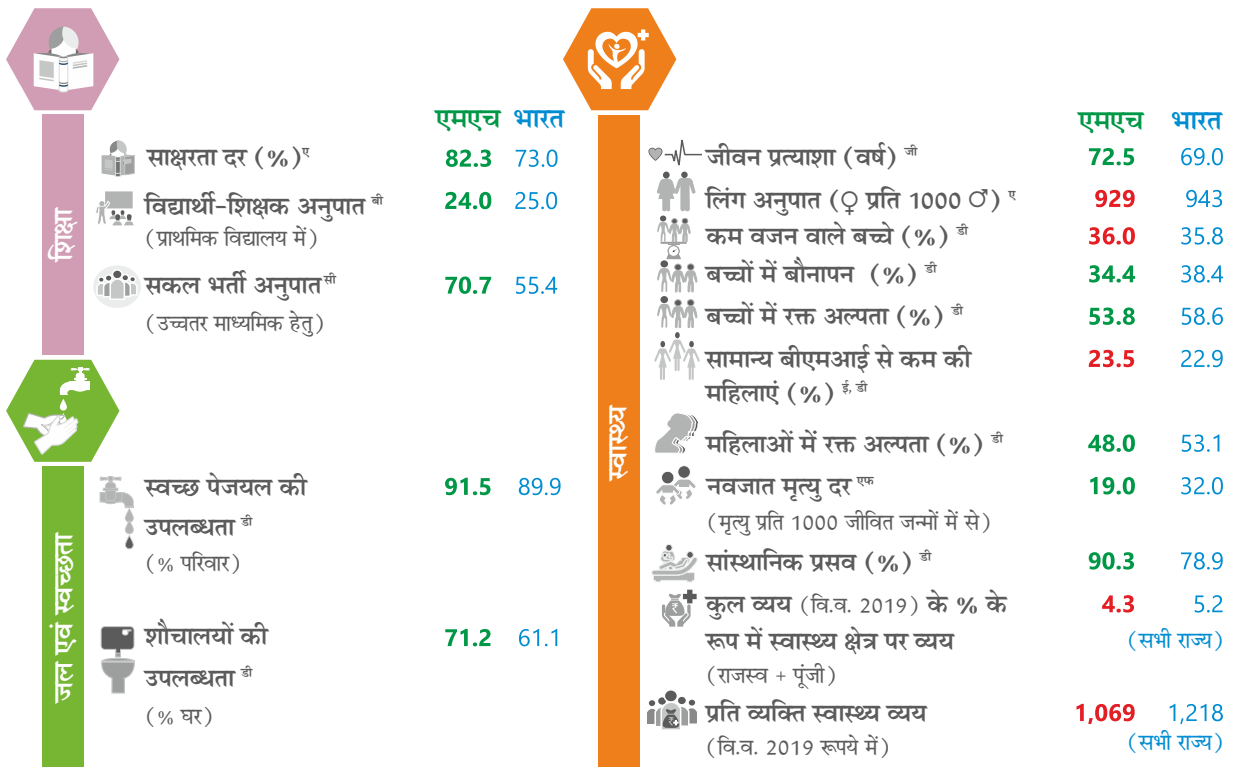 शिक्षा
एमएच भारत
साक्षरता दर (%)ए 82.3 73.0
विद्यार्थी-शिक्षक अनुपात बी 24.0 25.0
(प्राथमिक विद्यालय में)
सकल भर्ती अनुपातसी 70.7 55.4
(उच्चतर माध्यमिक हेतु)
जल एवं स्वच्छता
स्वच्छ पेजयल की 91.5 89.9
उपलब्धता डी
(% परिवार)
शौचालयों की 71.2 61.1
उपलब्धता डी
(% घर)
स्वास्थ्य
एमएच भारत
जीवन प्रत्याशा (वर्ष) जी 72.5 69.0
लिंग अनुपात (♀ प्रति 1000 ♂) ए 929 943
कम वजन वाले बच्चे (%) डी 36.0 35.8
बच्चों में बौनापन (%) डी 34.4 38.4
बच्चों में रक्त अल्पता (%) डी 53.8 58.6
सामान्य बीएमआई से कम की 23.5 22.9
महिलाएं (%) ई, डी
महिलाओं में रक्त अल्पता (%) डी 48.0 53.1
नवजात मृत्यु दर एफ 19.0 32.0
(मृत्यु प्रति 1000 जीवित जन्मों में से)
सांस्थानिक प्रसव (%) डी 90.3 78.9
कुल व्यय (वि.व. 2019) के % के 4.3 5.2
रूप में स्वास्थ्य क्षेत्र पर व्यय (सभी राज्य)
(राजस्व + पूंजी)
प्रति व्यक्ति स्वास्थ्य व्यय 1,069 1,218
(वि.व. 2019 रूपये में) (सभी राज्य)